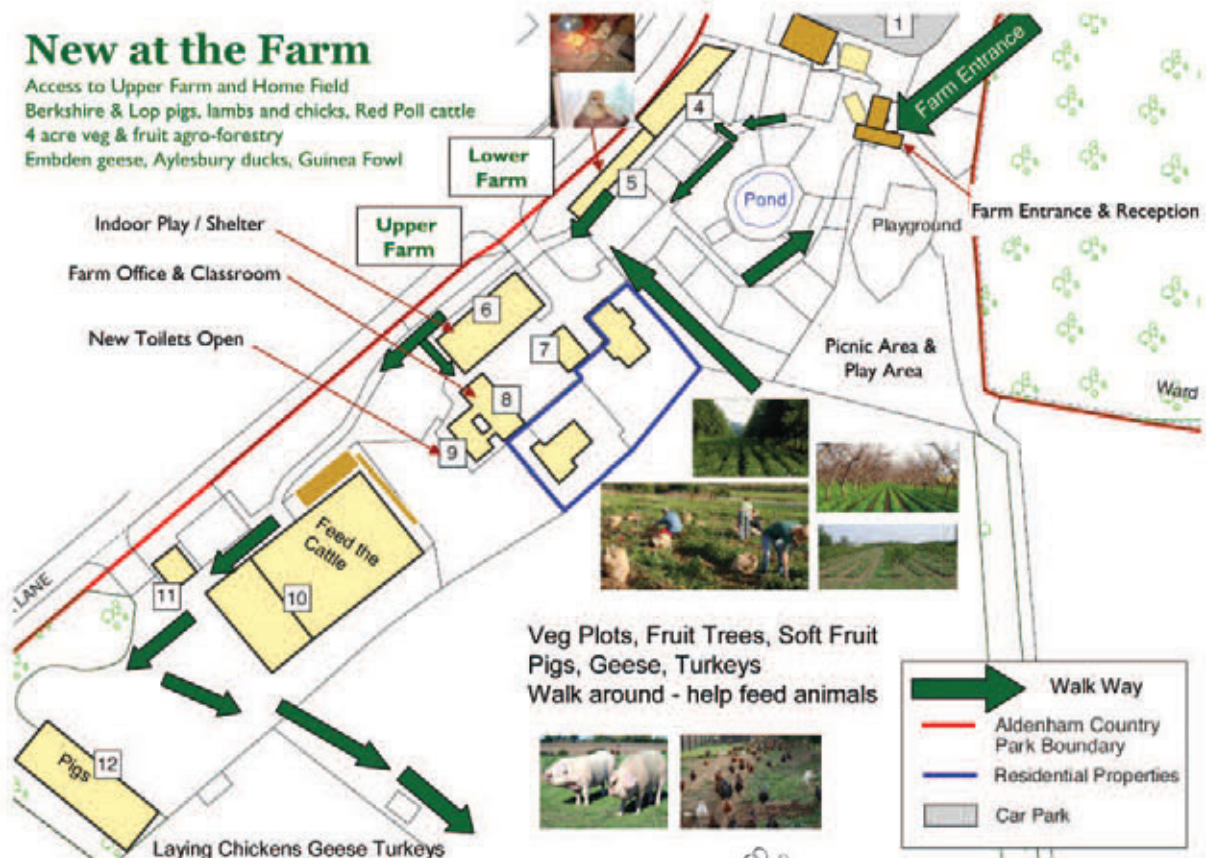 New at the Farm
Access to Upper Farm and Home Field
Berkshire & Lop pigs, lambs and chicks, Red Poll cattle
4 acre veg & fruit agro-forestry
Embden geese, Aylesbury ducks, Guinea Fowl
1
Farm Entrance
4
Lower
Farm
5
Pond
Farm Entrance & Reception
Playground
Indoor Play / Shelter
Upper
Farm
Farm Office & Classroom
6
New Toilets Open
7
Picnic Area &
Play Area
8
Ward
9
Feed the
Cattle
LANE
11
10
Veg Plots, Fruit Trees, Soft Fruit
Pigs, Geese, Turkeys
Walk around - help feed animals
Pigs
12
Laying Chickens Geese Turkeys
Walk Way
Aldenham Country
Park Boundary
Residential Properties
Car Park